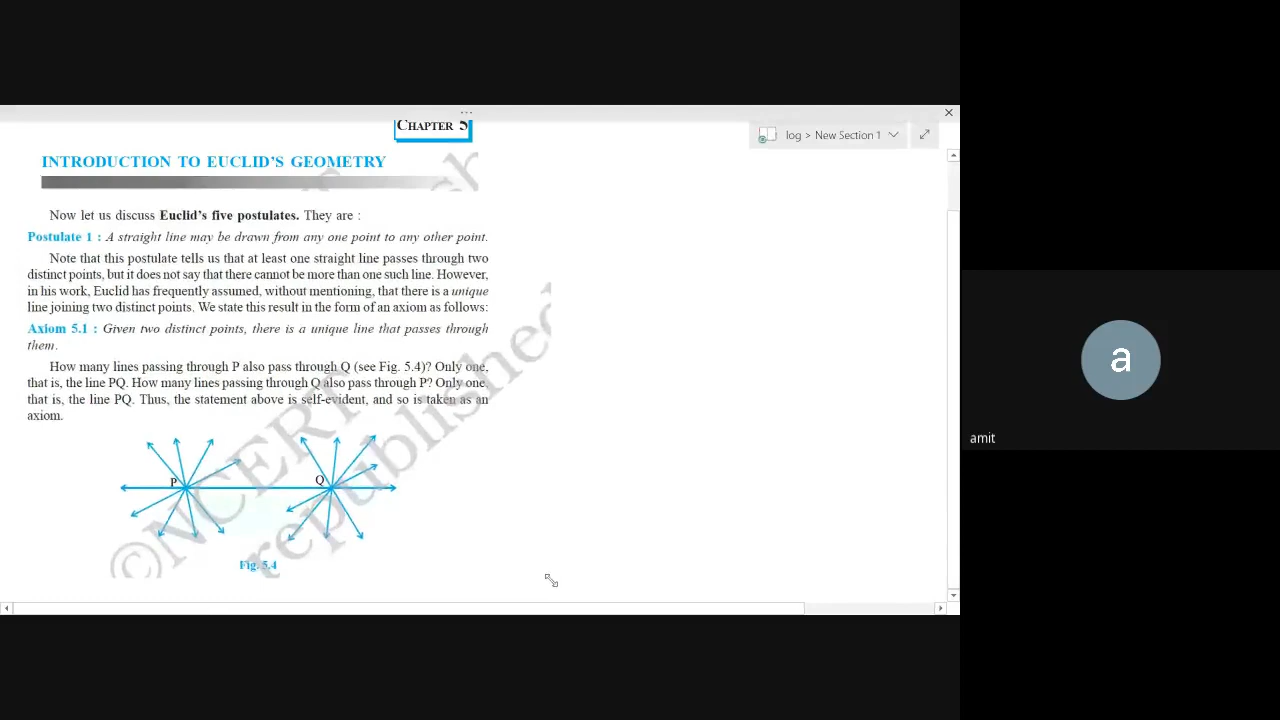 CHAPTER 5
log > New Section 1
INTRODUCTION TO EUCLID'S GEOMETRY
Now let us discuss Euclid's five postulates. They are :
Postulate 1 : A straight line may be drawn from any one point to any other point.
Note that this postulate tells us that at least one straight line passes through two
distinct points, but it does not say that there cannot be more than one such line. However,
in his work, Euclid has frequently assumed, without mentioning, that there is a unique
line joining two distinct points. We state this result in the form of an axiom as follows:
Axiom 5.1 : Given two distinct points, there is a unique line that passes through
them.
How many lines passing through P also pass through Q (see Fig. 5.4)? Only one,
that is, the line PQ. How many lines passing through Q also pass through P? Only one,
that is, the line PQ. Thus, the statement above is self-evident, and so is taken as an
axiom.
P
Q
Fig. 5.4
©NCERT
republished
a
amit